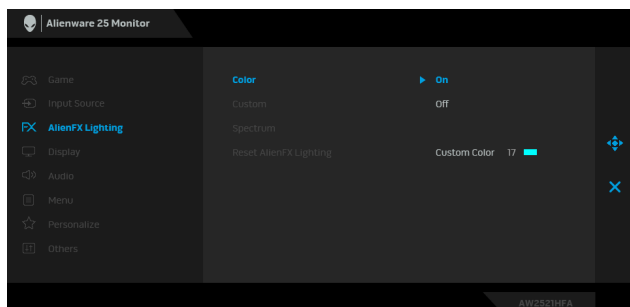 Alienware 25 Monitor
Game
Input Source
FX AlienFX Lighting
Display
Audio
Menu
Personalize
Others
Color On
Custom Off
Spectrum
Reset AlienFX Lighting Custom Color 17
AW2521HFA